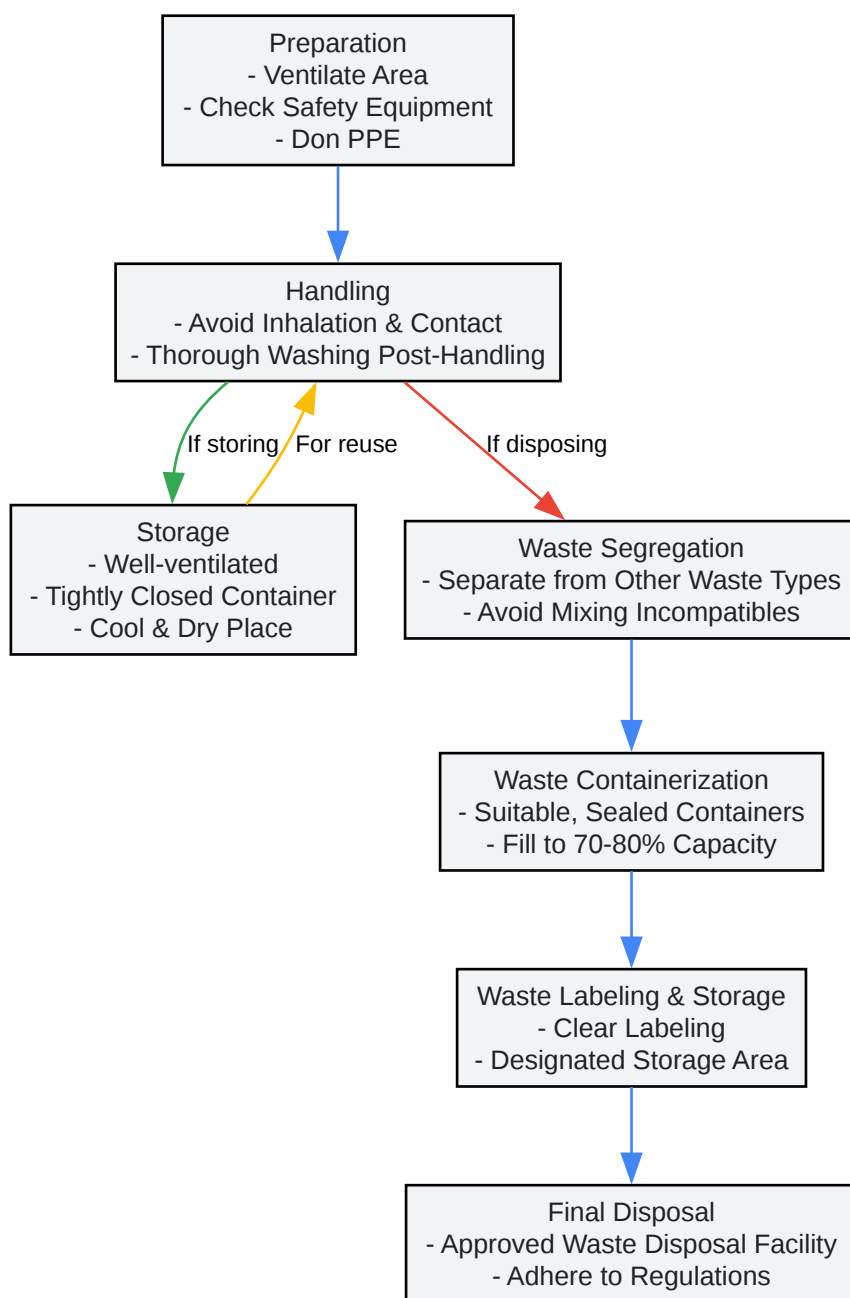 Preparation
- Ventilate Area
- Check Safety Equipment
- Don PPE
Handling
- Avoid Inhalation & Contact
- Thorough Washing Post-Handling
If storing
For reuse
If disposing
Storage
- Well-ventilated
- Tightly Closed Container
- Cool & Dry Place
Waste Segregation
- Separate from Other Waste Types
- Avoid Mixing Incompatibles
Waste Containerization
- Suitable, Sealed Containers
- Fill to 70-80% Capacity
Waste Labeling & Storage
- Clear Labeling
- Designated Storage Area
Final Disposal
- Approved Waste Disposal Facility
- Adhere to Regulations